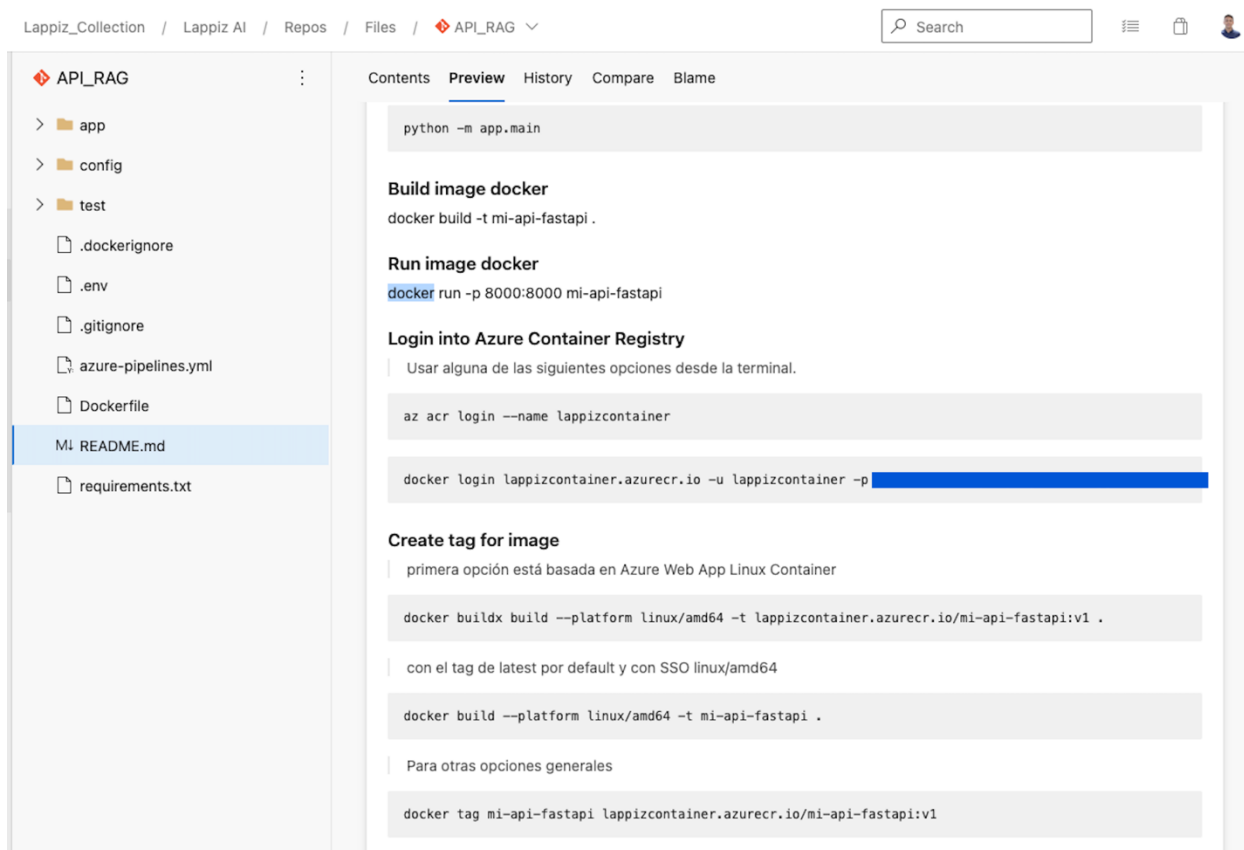 Lappiz_Collection / Lappiz AI / Repos / Files / API_RAG
Search
API_RAG
app
config
test
.dockerignore
.env
.gitignore
azure-pipelines.yml
Dockerfile
M↓ README.md
requirements.txt
Contents Preview History Compare Blame
python -m app.main
Build image docker
docker build -t mi-api-fastapi .
Run image docker
docker run -p 8000:8000 mi-api-fastapi
Login into Azure Container Registry
Usar alguna de las siguientes opciones desde la terminal.
az acr login --name lappizcontainer
docker login lappizcontainer.azurecr.io -u lappizcontainer -p
Create tag for image
primera opción está basada en Azure Web App Linux Container
docker buildx build --platform linux/amd64 -t lappizcontainer.azurecr.io/mi-api-fastapi:v1 .
con el tag de latest por default y con SSO linux/amd64
docker build --platform linux/amd64 -t mi-api-fastapi .
Para otras opciones generales
docker tag mi-api-fastapi lappizcontainer.azurecr.io/mi-api-fastapi:v1